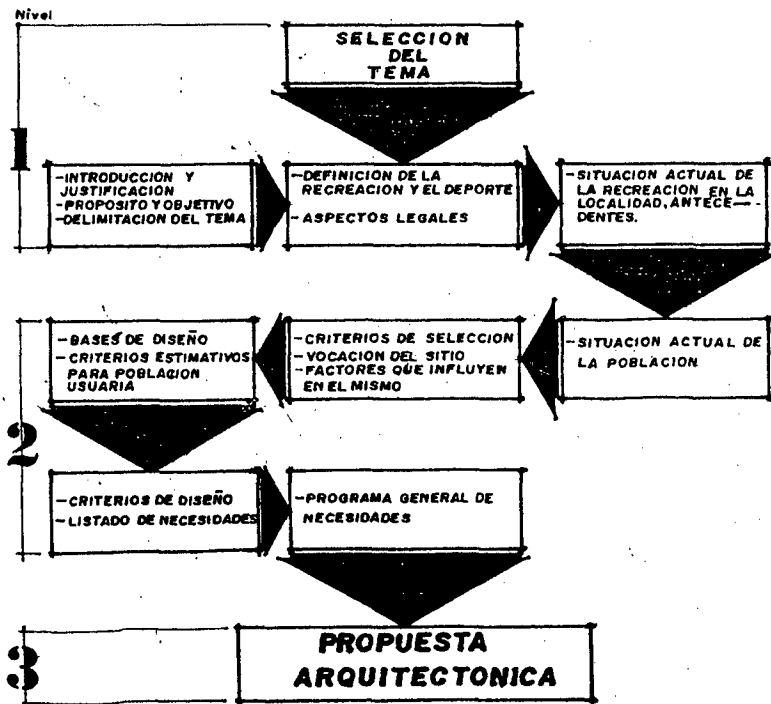 Nivel
SELECCION
DEL
TEMA
1
-INTRODUCCION Y
JUSTIFICACION
-PROPOSITO Y OBJETIVO
-DELIMITACION DEL TEMA
-DEFINICION DE LA
RECREACION Y EL DEPORTE
-ASPECTOS LEGALES
-SITUACION ACTUAL DE
LA RECREACION EN LA
LOCALIDAD, ANTECE-
DENTES.
2
-SITUACION ACTUAL DE
LA POBLACION
-CRITERIOS DE SELECCION
-VOCACION DEL SITIO
-FACTORES QUE INFLUYEN
EN EL MISMO
-BASES DE DISEÑO
-CRITERIOS ESTIMATIVOS
PARA POBLACION
USUARIA
-CRITERIOS DE DISEÑO
-LISTADO DE NECESIDADES
-PROGRAMA GENERAL DE
NECESIDADES
3
PROPUESTA
ARQUITECTONICA